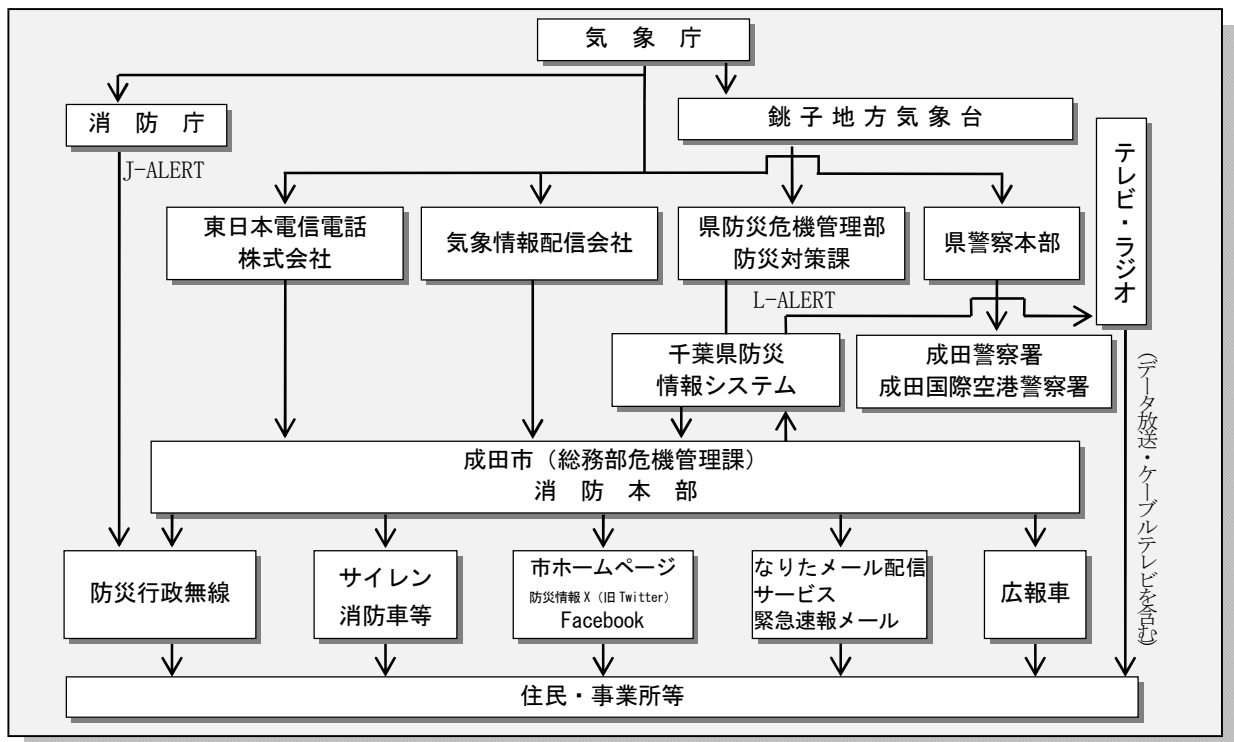 気象庁
消防庁
銚子地方気象台
J-ALERT
テレビ・ラジオ
東日本電信電話
株式会社
気象情報配信会社
県防災危機管理部
防災対策課
県警察本部
L-ALERT
千葉県防災
情報システム
成田警察署
成田国際空港警察署
(データ放送・ケーブルテレビを含む)
成田市（総務部危機管理課）
消防本部
防災行政無線
サイレン
消防車等
市ホームページ
防災情報X（旧Twitter）
Facebook
なりたメール配信
サービス
緊急速報メール
広報車
住民・事業所等